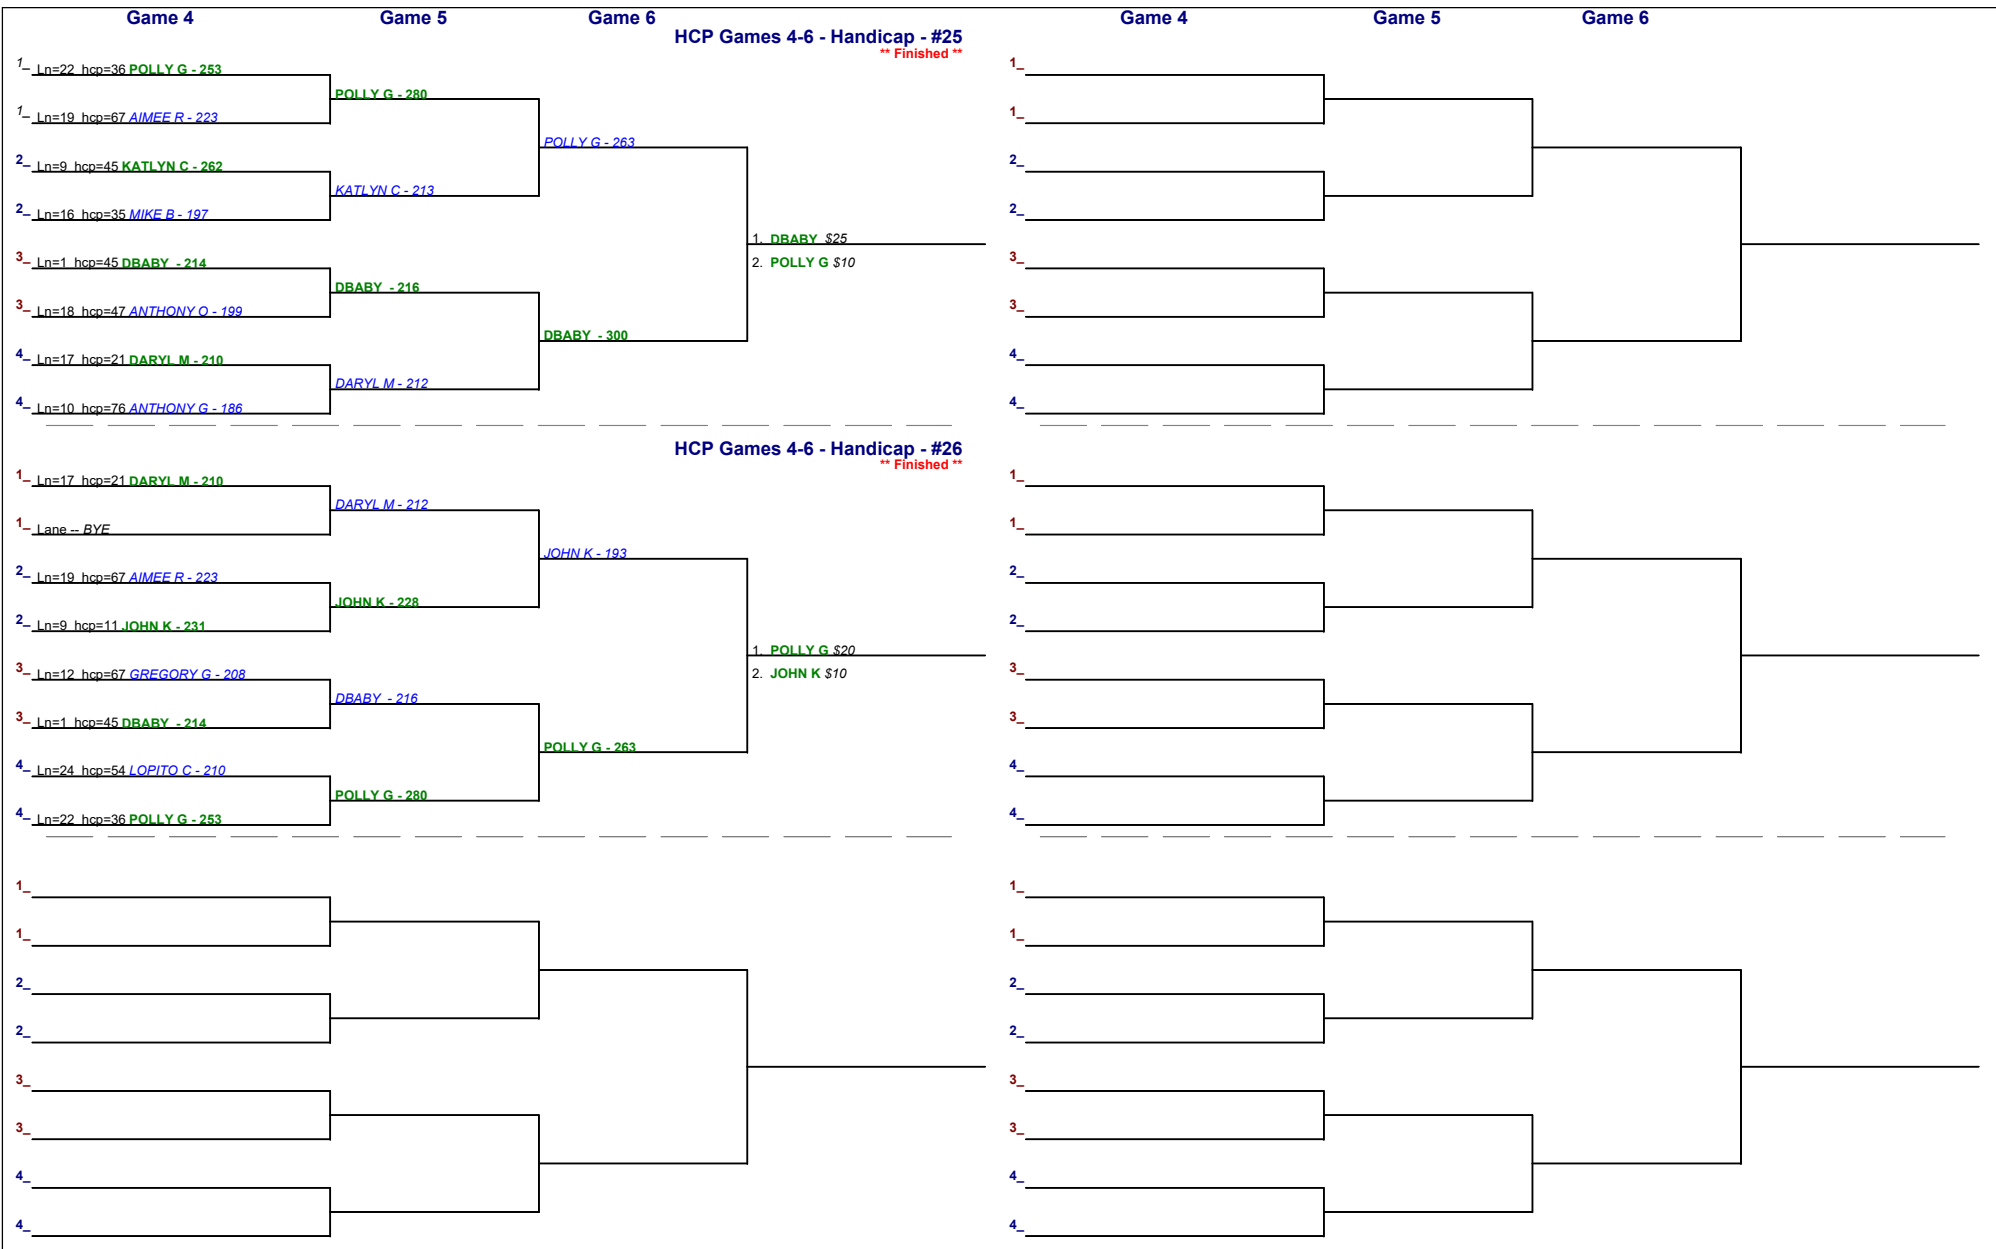 Game 4 Game 5 Game 6 Game 4 Game 5 Game 6
HCP Games 4-6 - Handicap - #25
** Finished **
1_ Ln=22 hcp=36 POLLY G - 253
POLLY G - 280
1_ Ln=19 hcp=67 AIMEE R - 223
POLLY G - 263
2_ Ln=9 hcp=45 KATLYN C - 262
KATLYN C - 213
2_ Ln=16 hcp=35 MIKE B - 197
1. DBABY $25
2. POLLY G $10
3_ Ln=1 hcp=45 DBABY - 214
DBABY - 216
3_ Ln=18 hcp=47 ANTHONY O - 199
DBABY - 300
4_ Ln=17 hcp=21 DARYL M - 210
DARYL M - 212
4_ Ln=10 hcp=76 ANTHONY G - 186
1_
1_
2_
2_
3_
3_
4_
4_
HCP Games 4-6 - Handicap - #26
** Finished **
1_ Ln=17 hcp=21 DARYL M - 210
DARYL M - 212
1_ Lane -- BYE
JOHN K - 193
2_ Ln=19 hcp=67 AIMEE R - 223
JOHN K - 228
2_ Ln=9 hcp=11 JOHN K - 231
1. POLLY G $20
2. JOHN K $10
3_ Ln=12 hcp=67 GREGORY G - 208
DBABY - 216
3_ Ln=1 hcp=45 DBABY - 214
POLLY G - 263
4_ Ln=24 hcp=54 LOPITO C - 210
POLLY G - 280
4_ Ln=22 hcp=36 POLLY G - 253
1_
1_
2_
2_
3_
3_
4_
4_
1_
1_
2_
2_
3_
3_
4_
4_
1_
1_
2_
2_
3_
3_
4_
4_